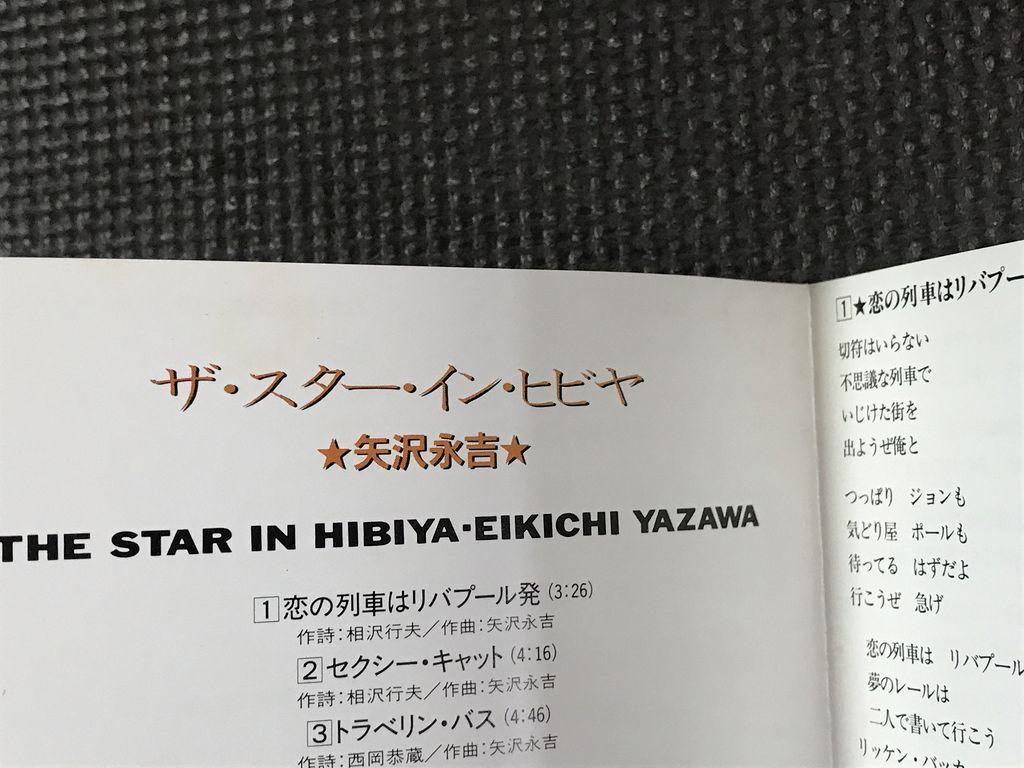 ザ・スター・イン・ヒビヤ
★矢沢永吉★
THE STAR IN HIBIYA・EIKICHI YAZAWA
1 恋の列車はリバプール発 (3:26)
作詩：相沢行夫／作曲：矢沢永吉
2 セクシー・キャット (4:16)
作詩：相沢行夫／作曲：矢沢永吉
3 トラベリン・バス (4:46)
作詩：西岡恭蔵／作曲：矢沢永吉
1 ★恋の列車はリバプー
切符はいらない
不思議な列車で
いじけた街を
出ようぜ俺と
つっぱり ジョンも
気どり屋 ポールも
待ってる はずだよ
行こうぜ 急げ
恋の列車は リバプール
夢のレールは
二人で書いて行こう
リッケン・バッカ